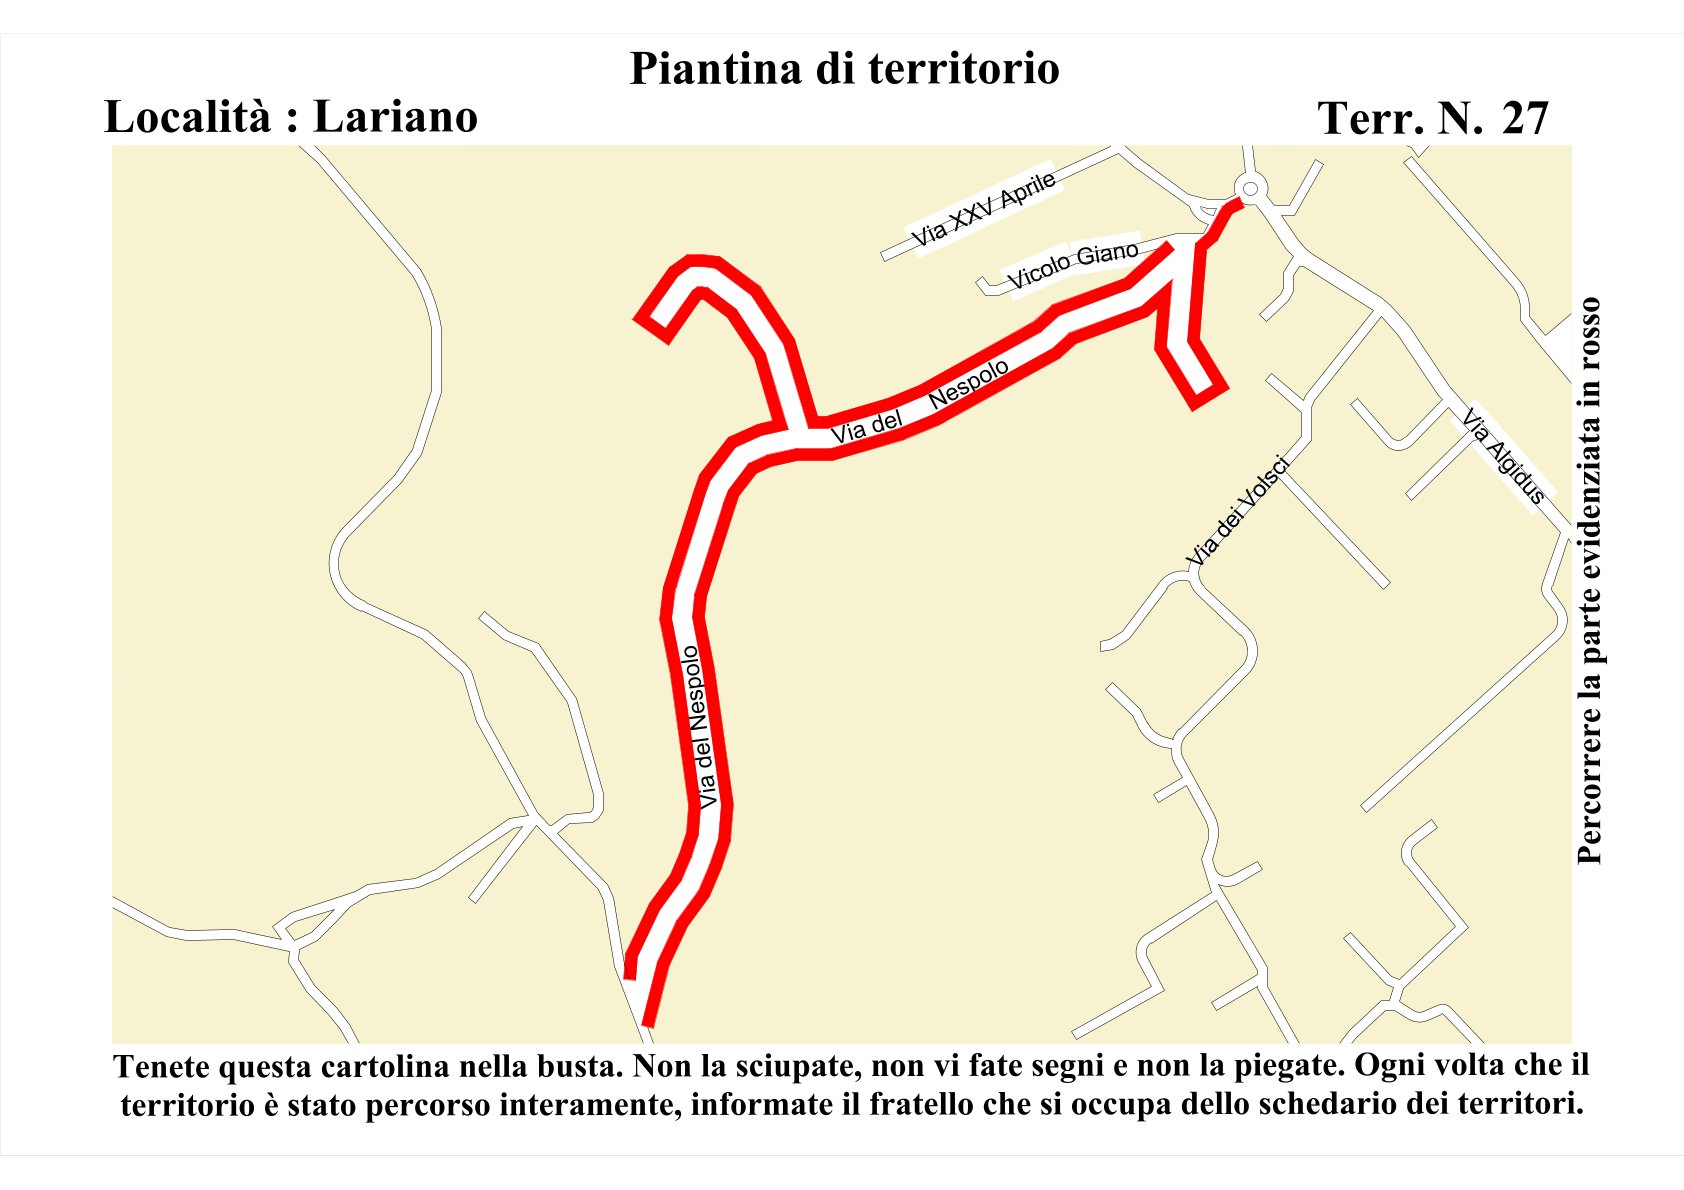 Piantina di territorio
Località : Lariano
Terr. N. 27
Via XXV Aprile
Vicolo Giano
Via del Nespolo
Via dei Volsci
Via Algidus
Via del Nespolo
Percorrere la parte evidenziata in rosso
Tenete questa cartolina nella busta. Non la sciupate, non vi fate segni e non la piegate. Ogni volta che il
territorio è stato percorso interamente, informate il fratello che si occupa dello schedario dei territori.